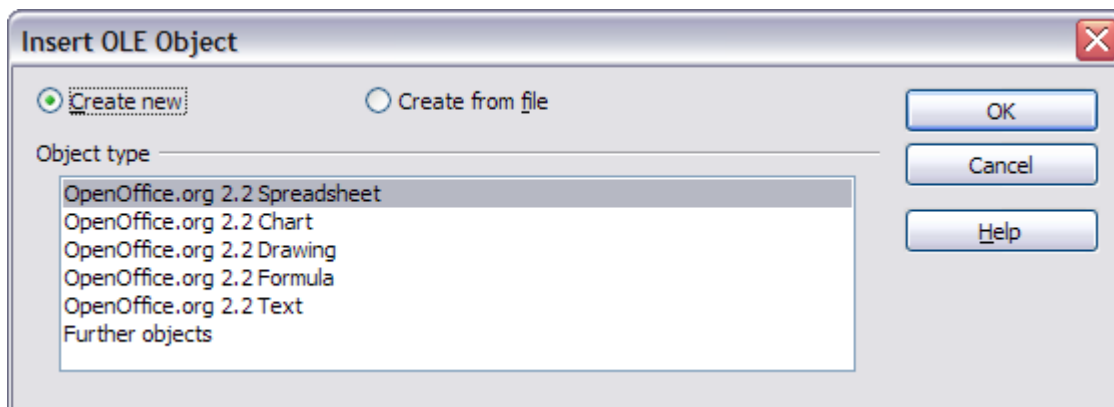 Insert OLE Object
Create new
Create from file
OK
Object type
Cancel
OpenOffice.org 2.2 Spreadsheet
OpenOffice.org 2.2 Chart
Help
OpenOffice.org 2.2 Drawing
OpenOffice.org 2.2 Formula
OpenOffice.org 2.2 Text
Further objects